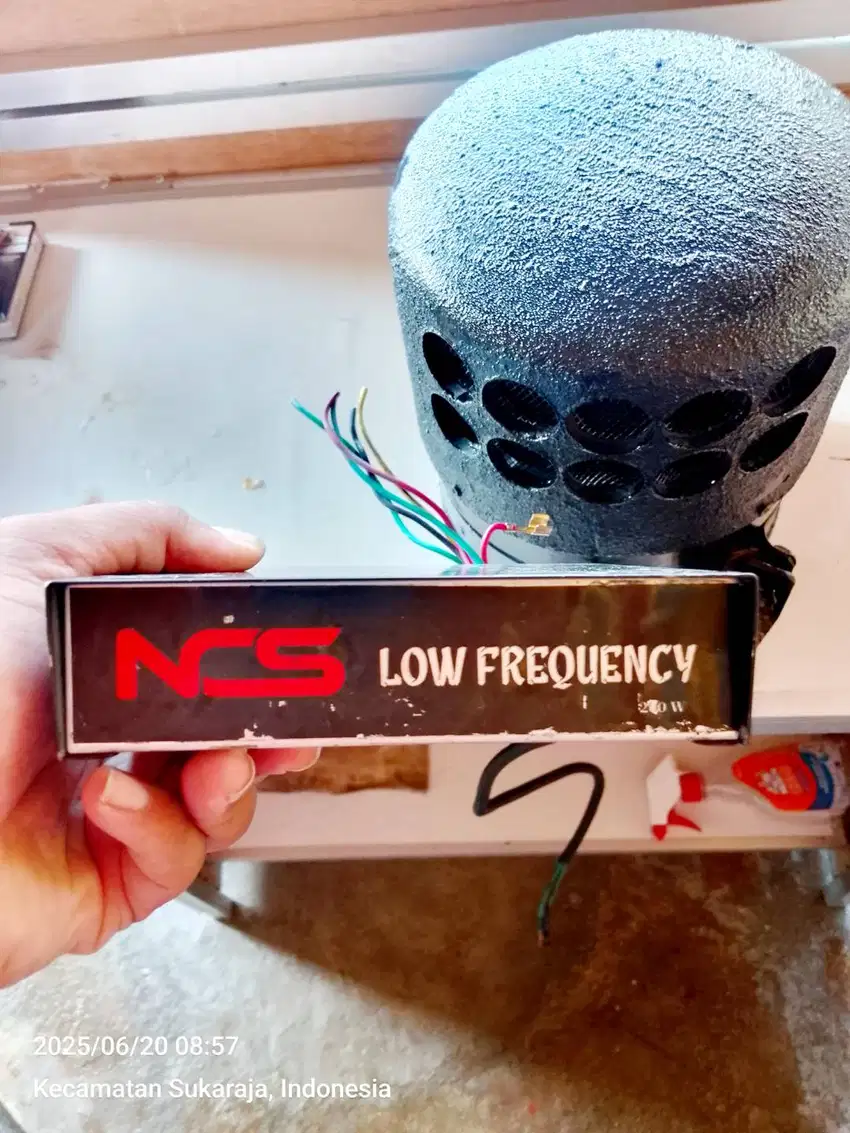 NCS LOW FREQUENCY
2025/06/20 08:57
Kecamatan Sukaraja, Indonesia